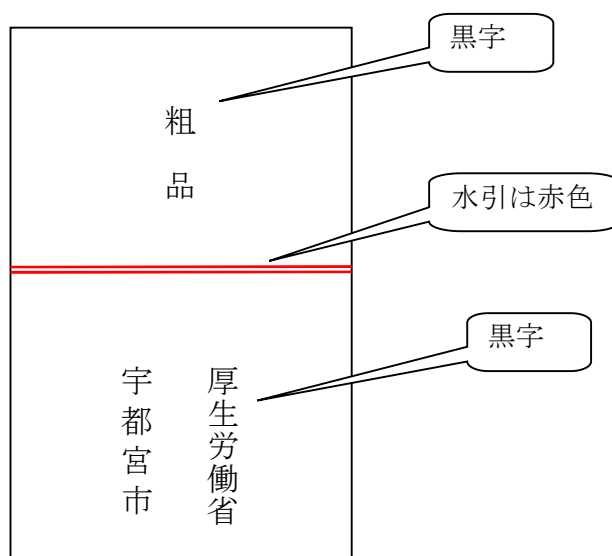 黒字
粗品
水引は赤色
黒字
厚生労働省
宇都宮市